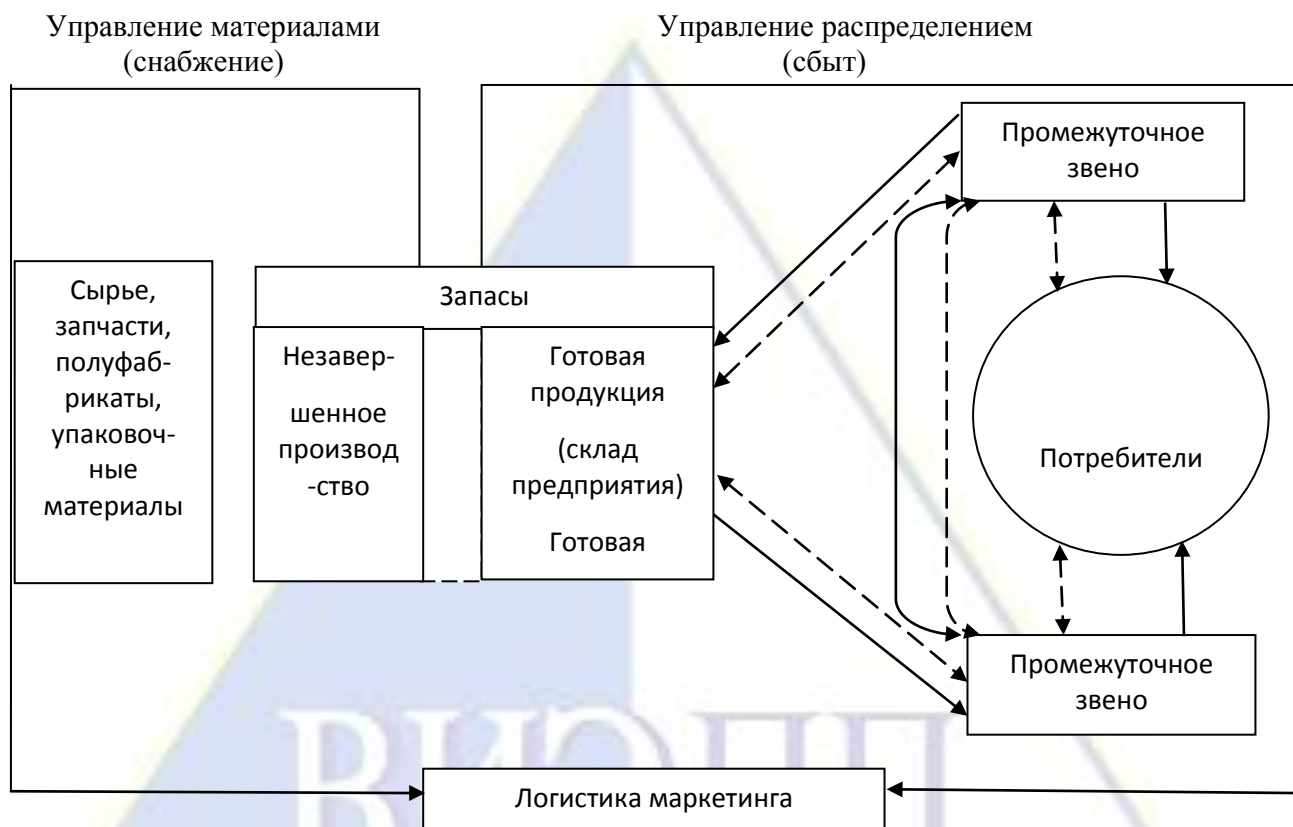 Управление материалами
(снабжение)
Управление распределением
(сбыт)
Промежуточное
звено
Сырье,
запчасти,
полуфаб-
рикаты,
упаковоч-
ные
материалы
Запасы
Незавер-
шенное
производ
-ство
Готовая
продукция
(склад
предприятия)
Готовая
Потребители
Промежуточное
звено
ВИЭПП
Логистика маркетинга